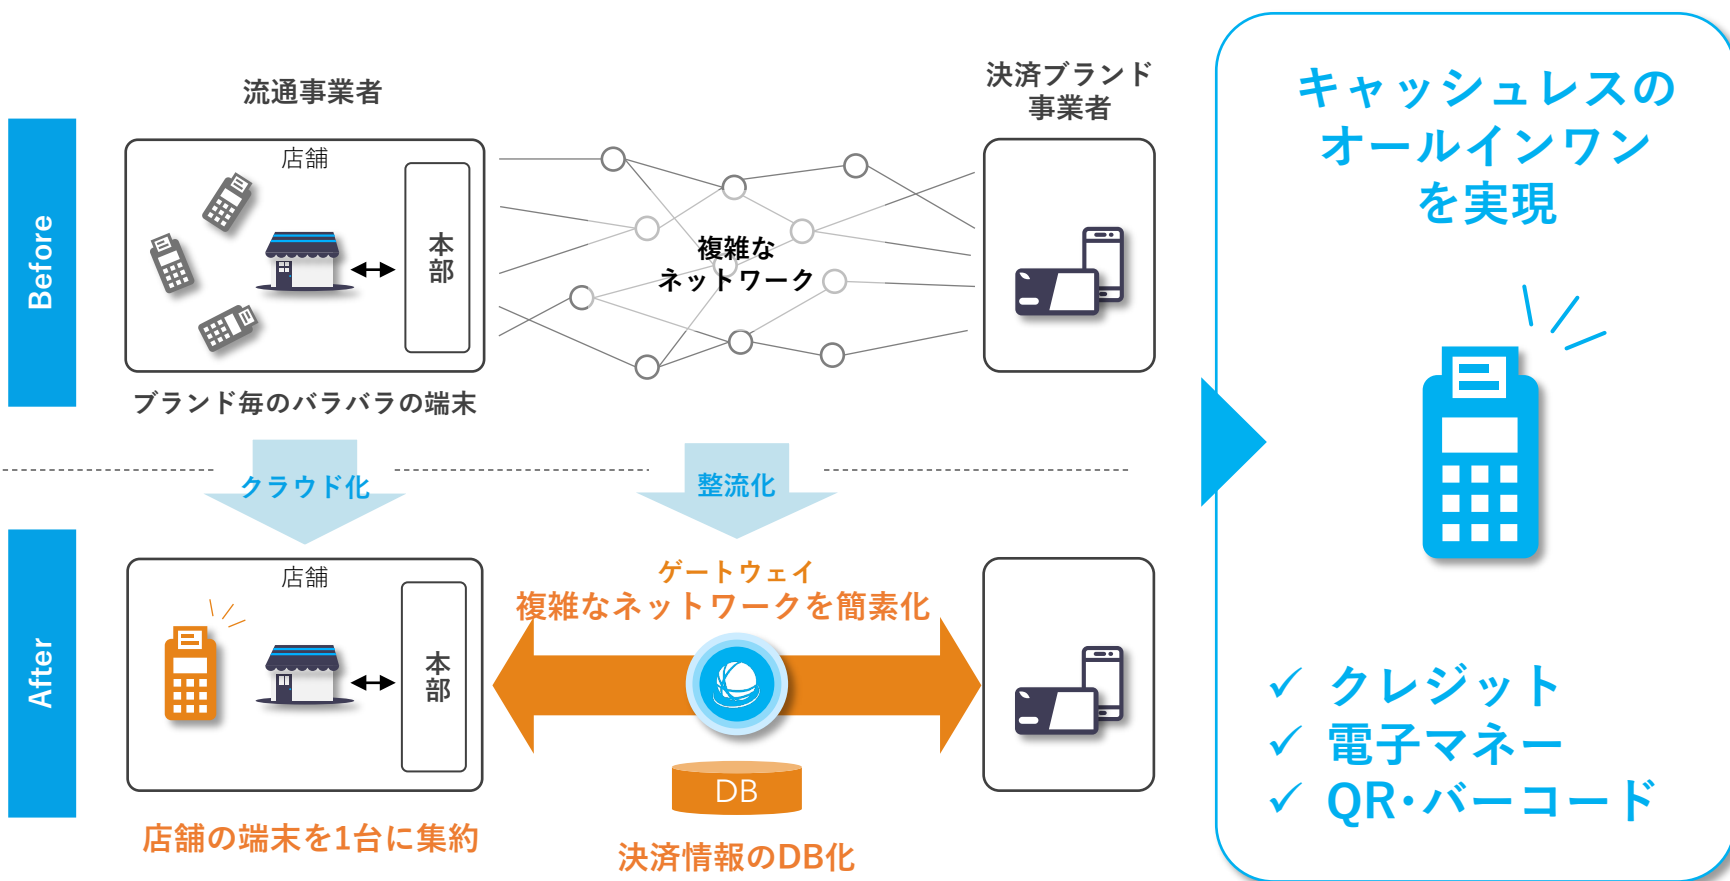 流通事業者
決済ブランド
事業者
Before
店舗
本部
複雑な
ネットワーク
ブランド毎のバラバラの端末
クラウド化
整流化
After
店舗
本部
ゲートウェイ
複雑なネットワークを簡素化
DB
店舗の端末を1台に集約
決済情報のDB化
キャッシュレスの
オールインワン
を実現
✓ クレジット
✓ 電子マネー
✓ QR・バーコード